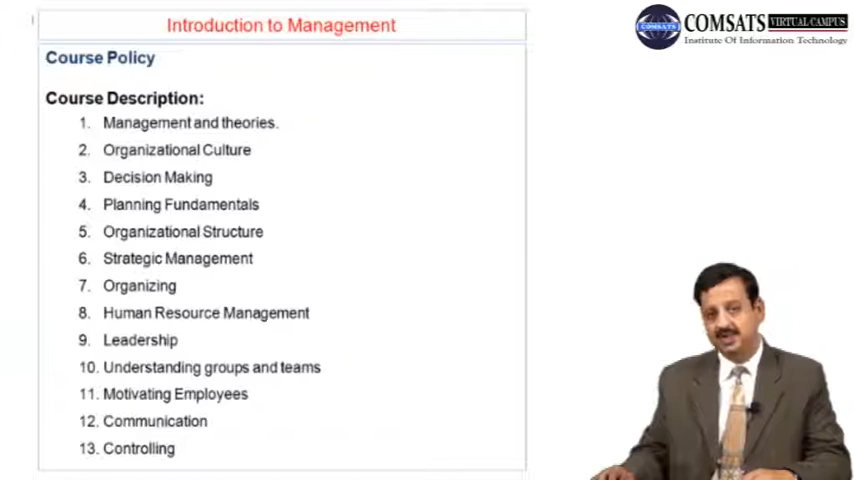 Introduction to Management
COMSATS VIRTUAL CAMPUS
COMSATS
Institute Of Information Technology
Course Policy
Course Description:
1. Management and theories.
2. Organizational Culture
3. Decision Making
4. Planning Fundamentals
5. Organizational Structure
6. Strategic Management
7. Organizing
8. Human Resource Management
9. Leadership
10. Understanding groups and teams
11. Motivating Employees
12. Communication
13. Controlling